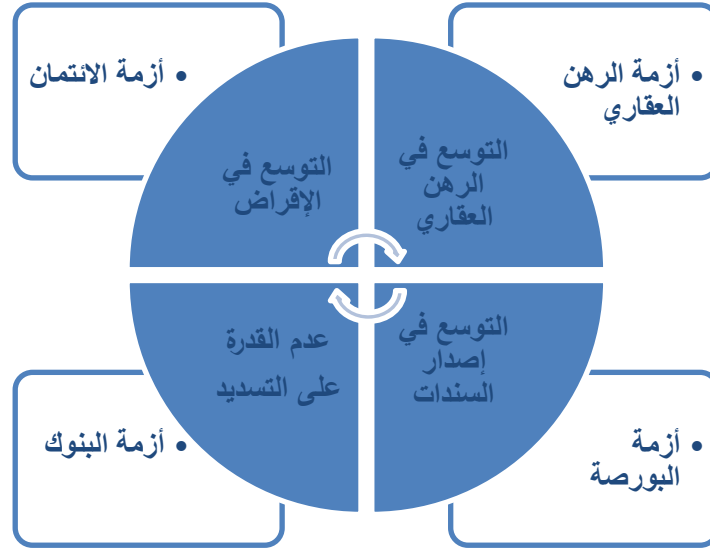 • أزمة الرهن
العقاري
• أزمة الائتمان
التوسع في
الرهن
العقاري
التوسع في
الإقراض
التوسع في
إصدار
السندات
عدم القدرة
على التسديد
• أزمة
البورصة
• أزمة البنوك